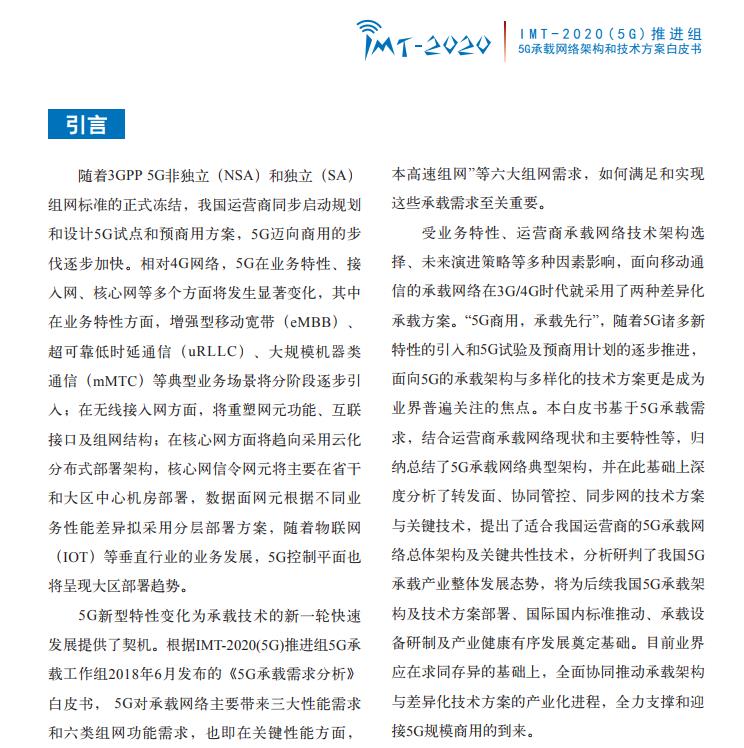 IMT-2020
IMT-2020(5G)推进组
5G承载网络架构和技术方案白皮书
引言
随着3GPP 5G非独立（NSA）和独立（SA）
组网标准的正式冻结，我国运营商同步启动规划
和设计5G试点和预商用方案，5G迈向商用的步
伐逐步加快。相对4G网络，5G在业务特性、接
入网、核心网等多个方面将发生显著变化，其中
在业务特性方面，增强型移动宽带（eMBB）、
超可靠低时延通信（uRLLC）、大规模机器类
通信（mMTC）等典型业务场景将分阶段逐步引
入；在无线接入网方面，将重塑网元功能、互联
接口及组网结构；在核心网方面将趋向采用云化
分布式部署架构，核心网信令网元将主要在省干
和大区中心机房部署，数据面网元根据不同业
务性能差异拟采用分层部署方案，随着物联网
（IOT）等垂直行业的业务发展，5G控制平面也
将呈现大区部署趋势。
5G新型特性变化为承载技术的新一轮快速
发展提供了契机。根据IMT-2020(5G)推进组5G承
载工作组2018年6月发布的《5G承载需求分析》
白皮书， 5G对承载网络主要带来三大性能需求
和六类组网功能需求，也即在关键性能方面，
本高速组网”等六大组网需求，如何满足和实现
这些承载需求至关重要。
受业务特性、运营商承载网络技术架构选
择、未来演进策略等多种因素影响，面向移动通
信的承载网络在3G/4G时代就采用了两种差异化
承载方案。“5G商用，承载先行”，随着5G诸多新
特性的引入和5G试验及预商用计划的逐步推进，
面向5G的承载架构与多样化的技术方案更是成为
业界普遍关注的焦点。本白皮书基于5G承载需
求，结合运营商承载网络现状和主要特性等，归
纳总结了5G承载网络典型架构，并在此基础上深
度分析了转发面、协同管控、同步网的技术方案
与关键技术，提出了适合我国运营商的5G承载网
络总体架构及关键共性技术，分析研判了我国5G
承载产业整体发展态势，将为后续我国5G承载架
构及技术方案部署、国际国内标准推动、承载设
备研制及产业健康有序发展奠定基础。目前业界
应在求同存异的基础上，全面协同推动承载架构
与差异化技术方案的产业化进程，全力支撑和迎
接5G规模商用的到来。